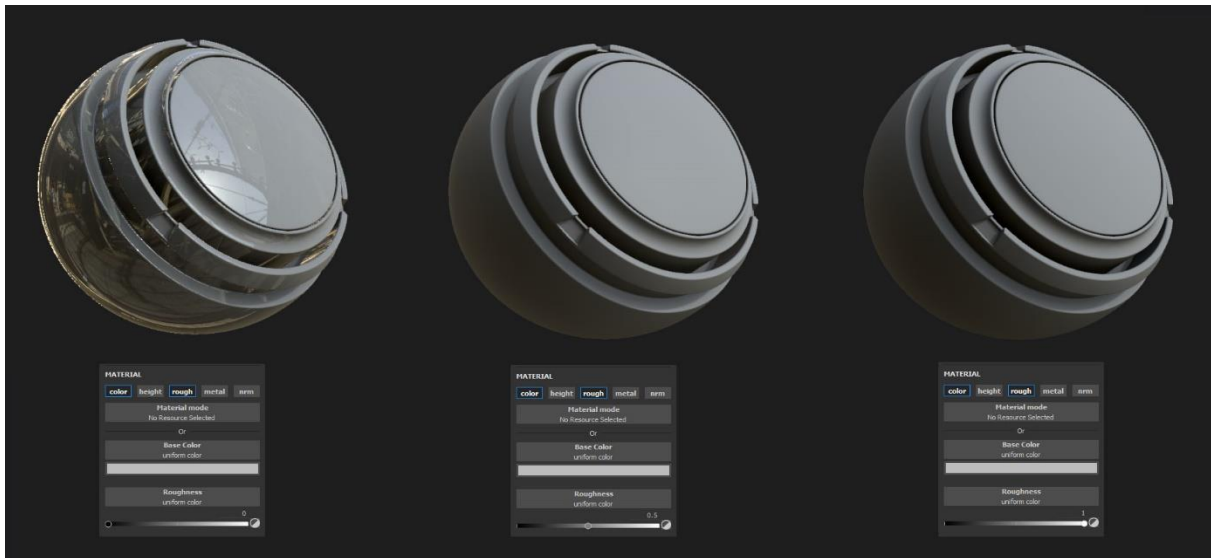 MATERIAL
color height rough metal nrm
Material mode
No Resource Selected
Or
Base Color
uniform color
Roughness
uniform color
0
MATERIAL
color height rough metal nrm
Material mode
No Resource Selected
Or
Base Color
uniform color
Roughness
uniform color
0.5
MATERIAL
color height rough metal nrm
Material mode
No Resource Selected
Or
Base Color
uniform color
Roughness
uniform color
1